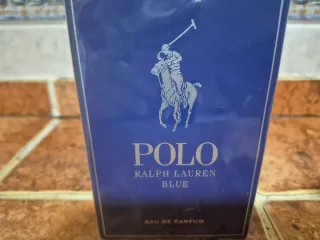 POLO
RALPH LAUREN
BLUE
EAU DE PARFUM